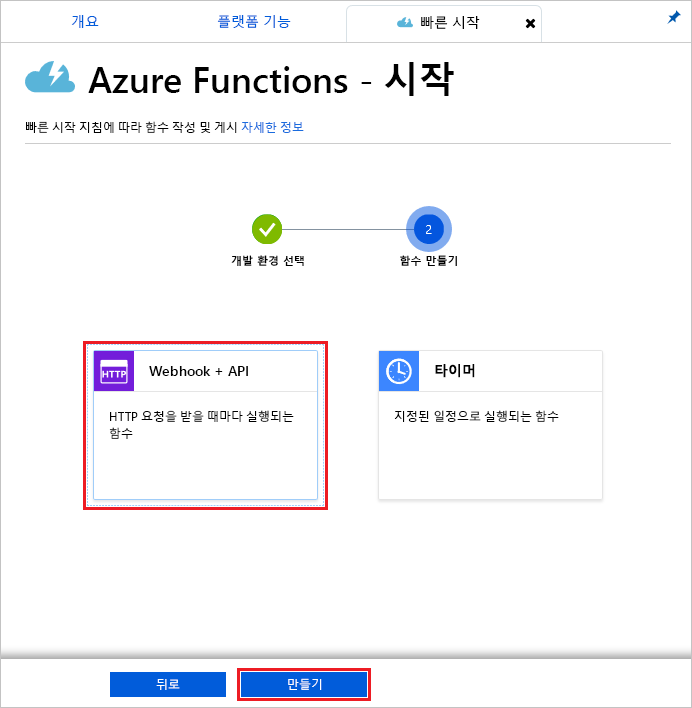 개요
플랫폼 기능
빠른 시작
Azure Functions - 시작
빠른 시작 지침에 따라 함수 작성 및 게시 자세한 정보
2
개발 환경 선택
함수 만들기
HTTP
Webhook + API
HTTP 요청을 받을 때마다 실행되는
함수
타이머
지정된 일정으로 실행되는 함수
뒤로
만들기